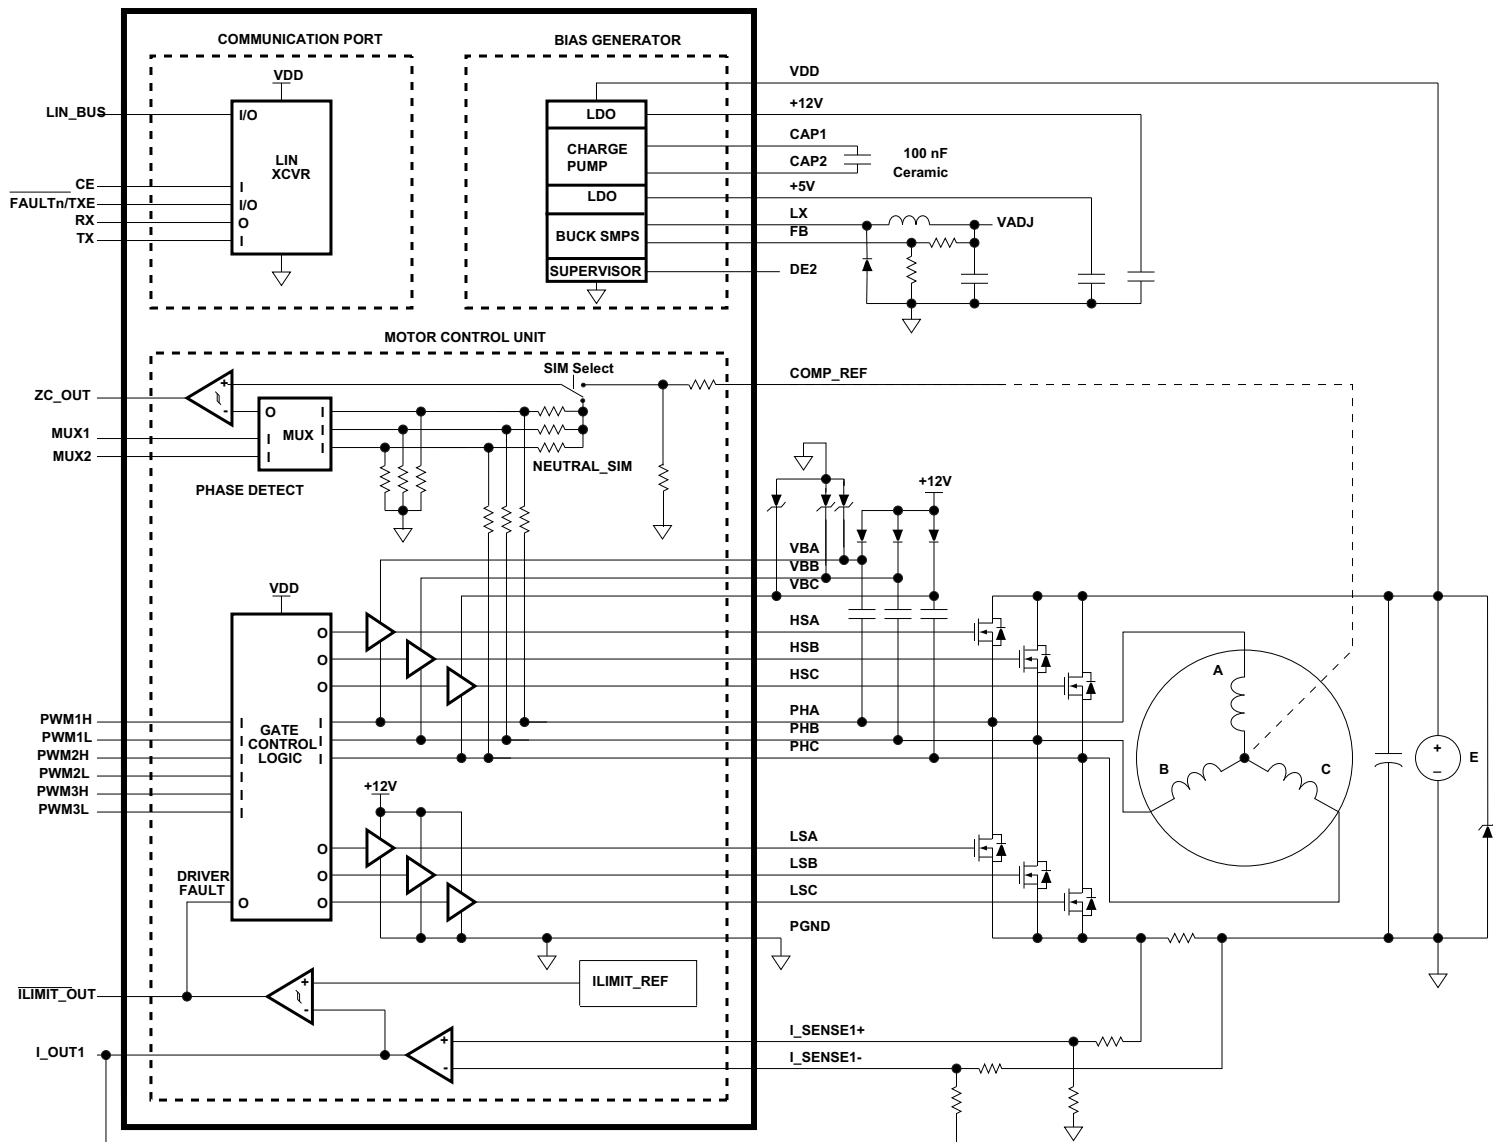 COMMUNICATION PORT
BIAS GENERATOR
VDD
LIN_BUS
I/O
LIN
XCVR
CE
I
FAULTn/TXE
I/O
RX
O
TX
I
LDO
CHARGE
PUMP
LDO
BUCK SMPS
SUPERVISOR
VDD
+12V
CAP1
CAP2
100 nF
Ceramic
+5V
LX
VADJ
FB
DE2
MOTOR CONTROL UNIT
SIM Select
COMP_REF
ZC_OUT
+
-
O
I
MUX
I
I
I
I
MUX1
MUX2
NEUTRAL_SIM
PHASE DETECT
+12V
VBA
VBB
VBC
VDD
O
HSA
O
HSB
O
HSC
A
B
C
PWM1H
I
I
PHA
PWM1L
I
I
PHB
PWM2H
I
I
PHC
GATE
CONTROL
LOGIC
PWM2L
I
PWM3H
I
PWM3L
I
+
–
E
+12V
O
LSA
O
LSB
O
LSC
DRIVER
FAULT
O
PGND
ILIMIT_OUT
+
-
ILIMIT_REF
I_OUT1
+
-
I_SENSE1+
I_SENSE1-